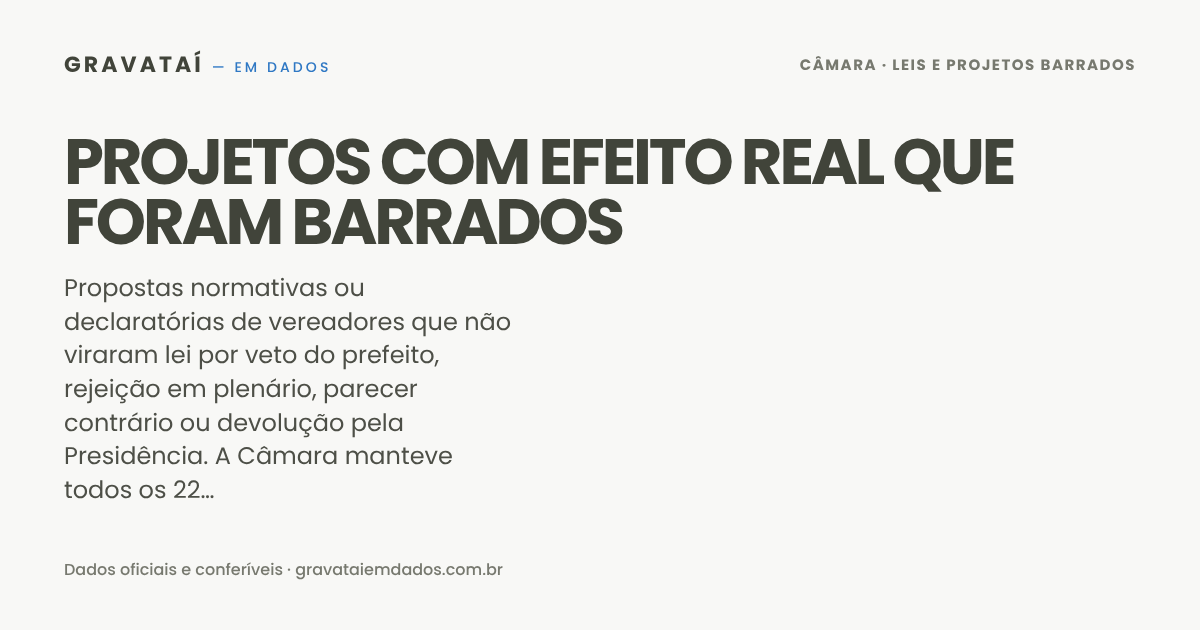 GRAVATAÍ — EM DADOS
CÂMARA · LEIS E PROJETOS BARRADOS
PROJETOS COM EFEITO REAL QUE
FORAM BARRADOS
Propostas normativas ou
declaratórias de vereadores que não
viraram lei por veto do prefeito,
rejeição em plenário, parecer
contrário ou devolução pela
Presidência. A Câmara manteve
todos os 22…
Dados oficiais e conferíveis · gravataiemdados.com.br